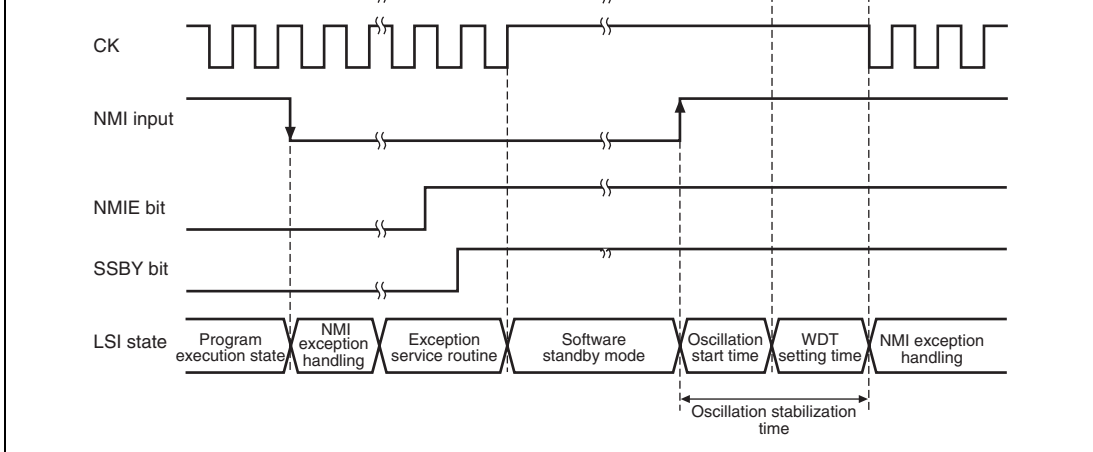 CK
NMI input
NMIE bit
SSBY bit
LSI state
Program
execution state
NMI
exception
handling
Exception
service routine
Software
standby mode
Oscillation
start time
WDT
setting time
NMI exception
handling
Oscillation stabilization
time